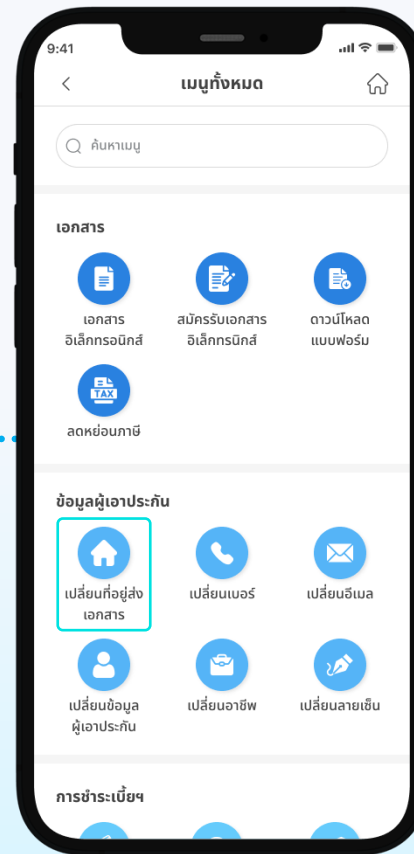 9:41
เมนูทั้งหมด
ค้นหาเมนู
เอกสาร
เอกสาร
อิเล็กทรอนิกส์
สมัครรับเอกสาร
อิเล็กทรนิกส์
ดาวน์โหลด
แบบฟอร์ม
TAX
ลดหย่อนภาษี
ข้อมูลผู้เอาประกัน
เปลี่ยนที่อยู่ส่ง
เอกสาร
เปลี่ยนเบอร์
เปลี่ยนอีเมล
เปลี่ยนข้อมูล
ผู้เอาประกัน
เปลี่ยนอาชีพ
เปลี่ยนลายเซ็น
การชำระเบี้ยฯ